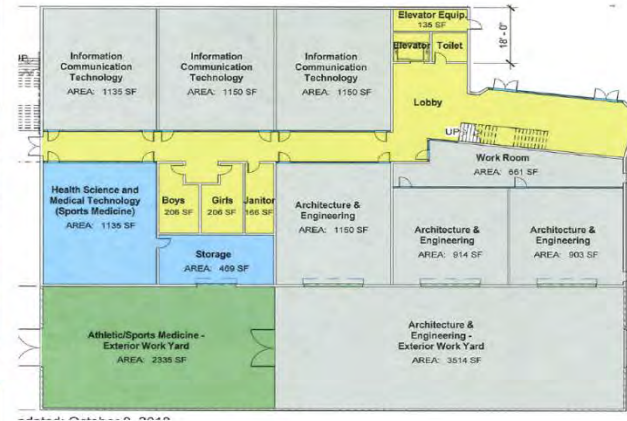 Elevator Equip.
135 SF
Elevator
Toilet
18' - 0"
Information
Communication
Technology
AREA: 1135 SF
Information
Communication
Technology
AREA: 1150 SF
Information
Communication
Technology
AREA: 1150 SF
Lobby
UP
UP
Work Room
AREA: 661 SF
Health Science and
Medical Technology
(Sports Medicine)
AREA: 1135 SF
Boys
206 SF
Girls
206 SF
Janitor
Architecture &
Engineering
AREA: 1150 SF
Architecture &
Engineering
AREA: 914 SF
Architecture &
Engineering
AREA: 903 SF
Storage
AREA: 469 SF
Athletic/Sports Medicine -
Exterior Work Yard
AREA: 2335 SF
Architecture &
Engineering -
Exterior Work Yard
AREA: 3514 SF